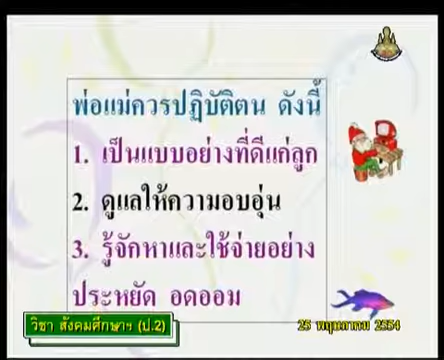 พ่อแม่ควรปฏิบัติตน ดังนี้
1. เป็นแบบอย่างที่ดีแก่ลูก
2. ดูแลให้ความอบอุ่น
3. รู้จักหาและใช้จ่ายอย่าง
ประหยัด อดออม
วิชา สังคมศึกษาฯ (ป.2)
25 พฤษภาคม 2554